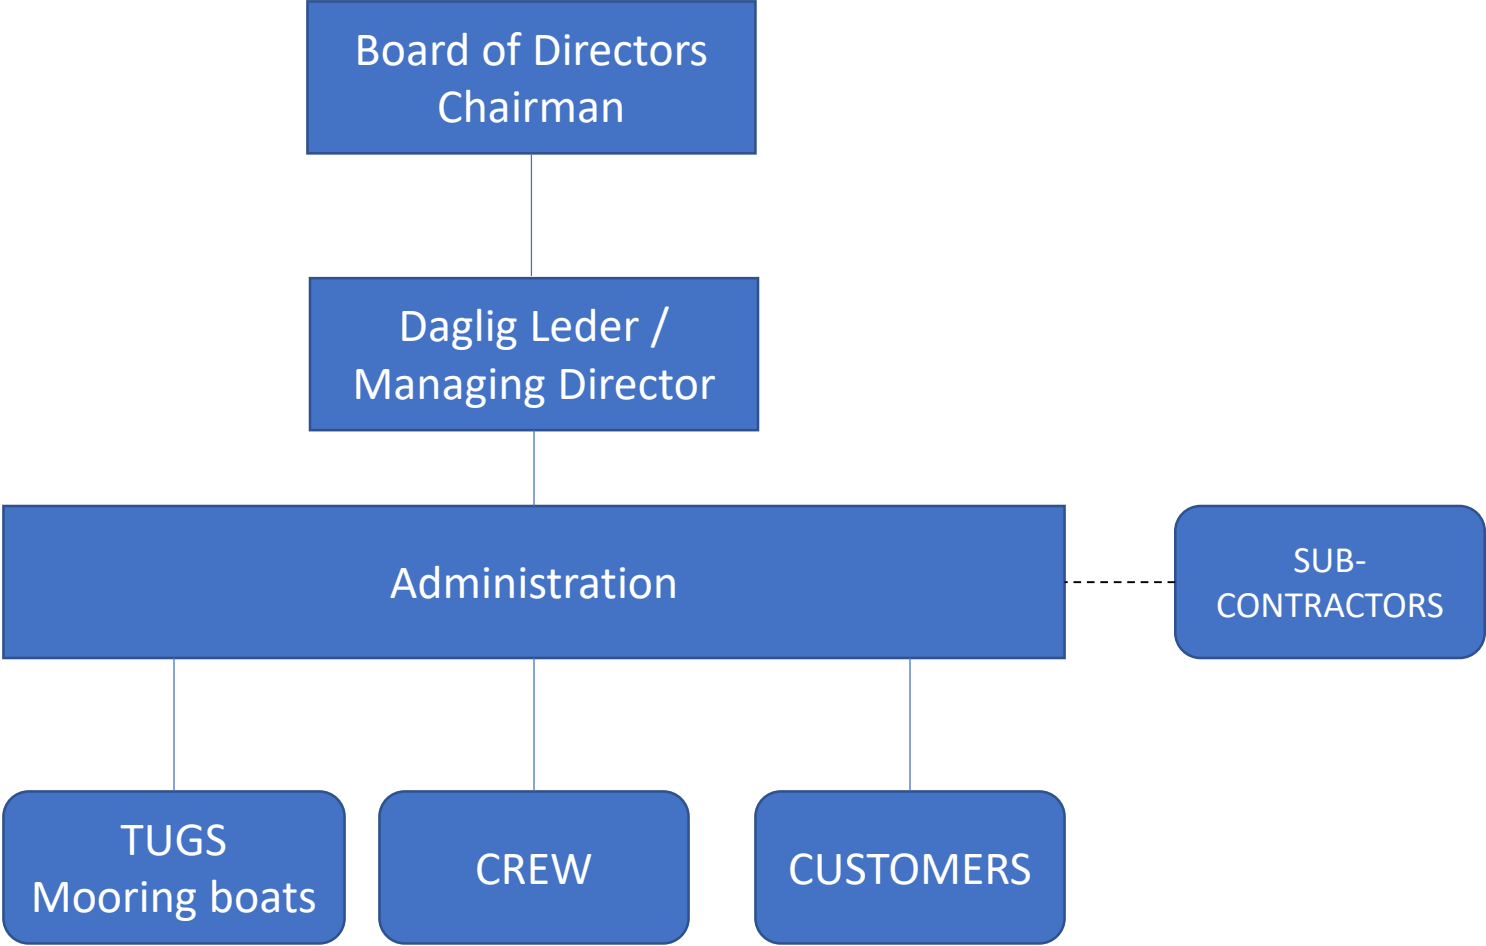 Board of Directors
Chairman
Daglig Leder /
Managing Director
Administration
SUB-
CONTRACTORS
TUGS
Mooring boats
CREW
CUSTOMERS